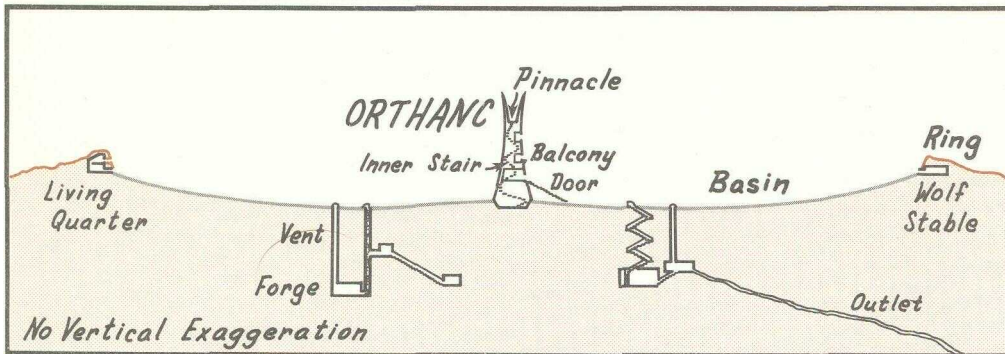 Pinnacle
ORTHANC
Inner Stair
Balcony
Door
Ring
Basin
Living
Quarter
Wolf
Stable
Vent
Forge
Outlet
No Vertical Exaggeration